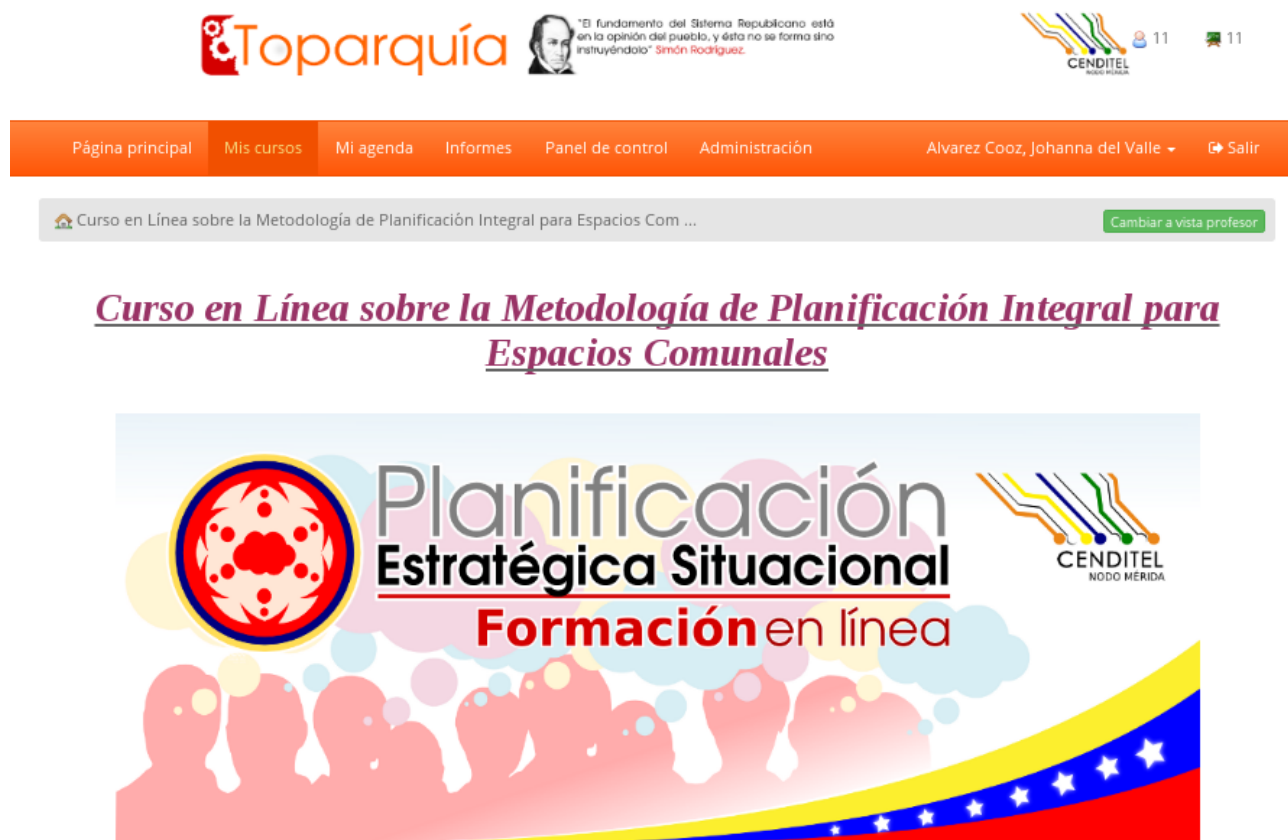 Toparquía
"El fundamento del Sistema Republicano está
en la opinión del pueblo, y ésta no se forma sino
instruyéndolo" Simón Rodríguez.
CENDITEL
NODO MÉRIDA
11
11
Página principal
Mis cursos
Mi agenda
Informes
Panel de control
Administración
Alvarez Cooz, Johanna del Valle
Salir
Curso en Línea sobre la Metodología de Planificación Integral para Espacios Com ...
Cambiar a vista profesor
Curso en Línea sobre la Metodología de Planificación Integral para
Espacios Comunales
Planificación
Estratégica Situacional
Formación en línea
CENDITEL
NODO MÉRIDA